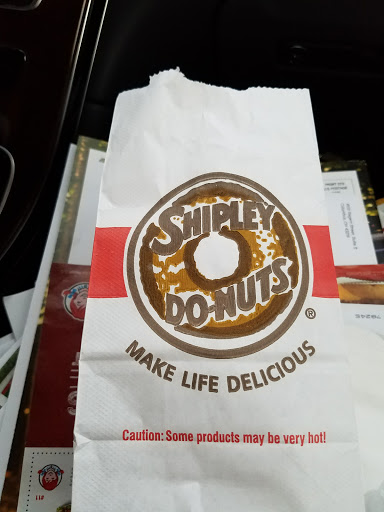 SHIPLEY
DO-NUTS
®
MAKE LIFE DELICIOUS
Caution: Some products may be very hot!